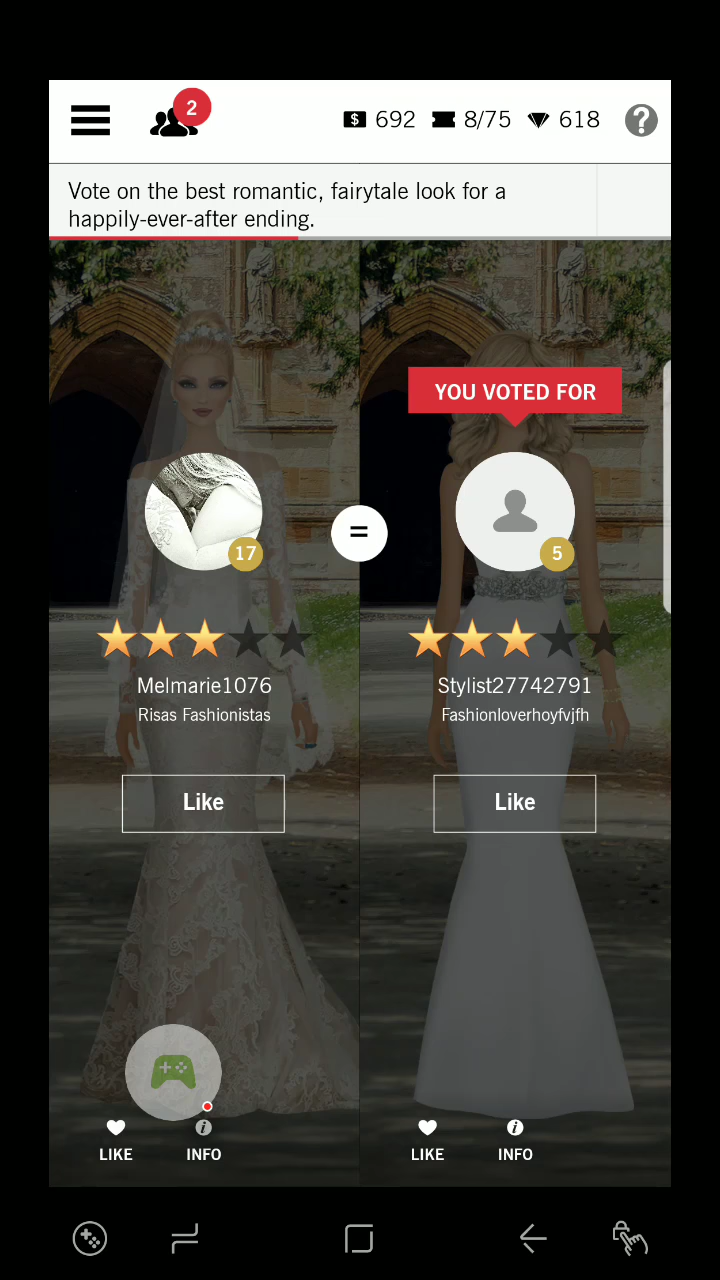 2
$ 692
8/75
618
?
Vote on the best romantic, fairytale look for a
happily-ever-after ending.
YOU VOTED FOR
17
=
5
Melmarie1076
Stylist27742791
Risas Fashionistas
Fashionloverhoyfvjfh
Like
Like
i
i
LIKE
INFO
LIKE
INFO